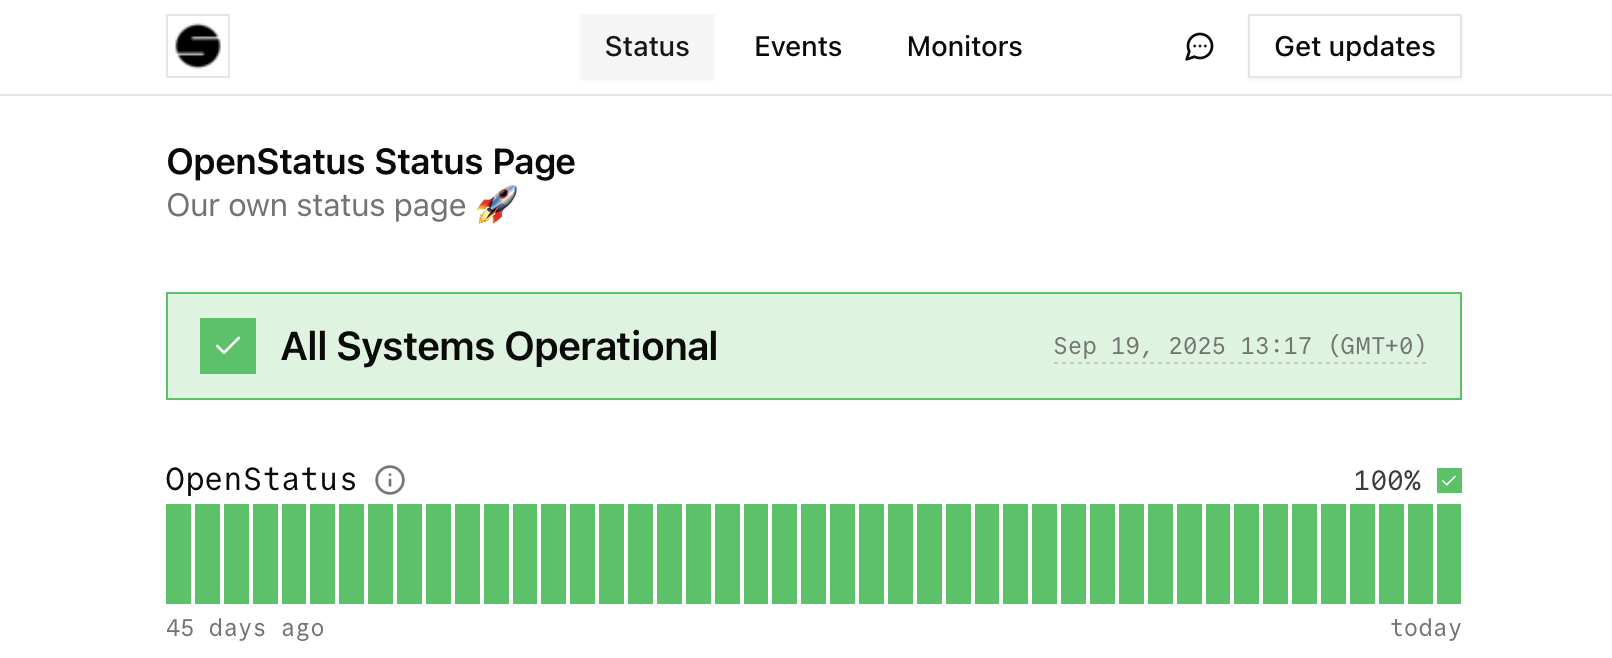 Status
Events
Monitors
Get updates
OpenStatus Status Page
Our own status page 🚀
All Systems Operational
Sep 19, 2025 13:17 (GMT+0)
OpenStatus
100%
45 days ago
today